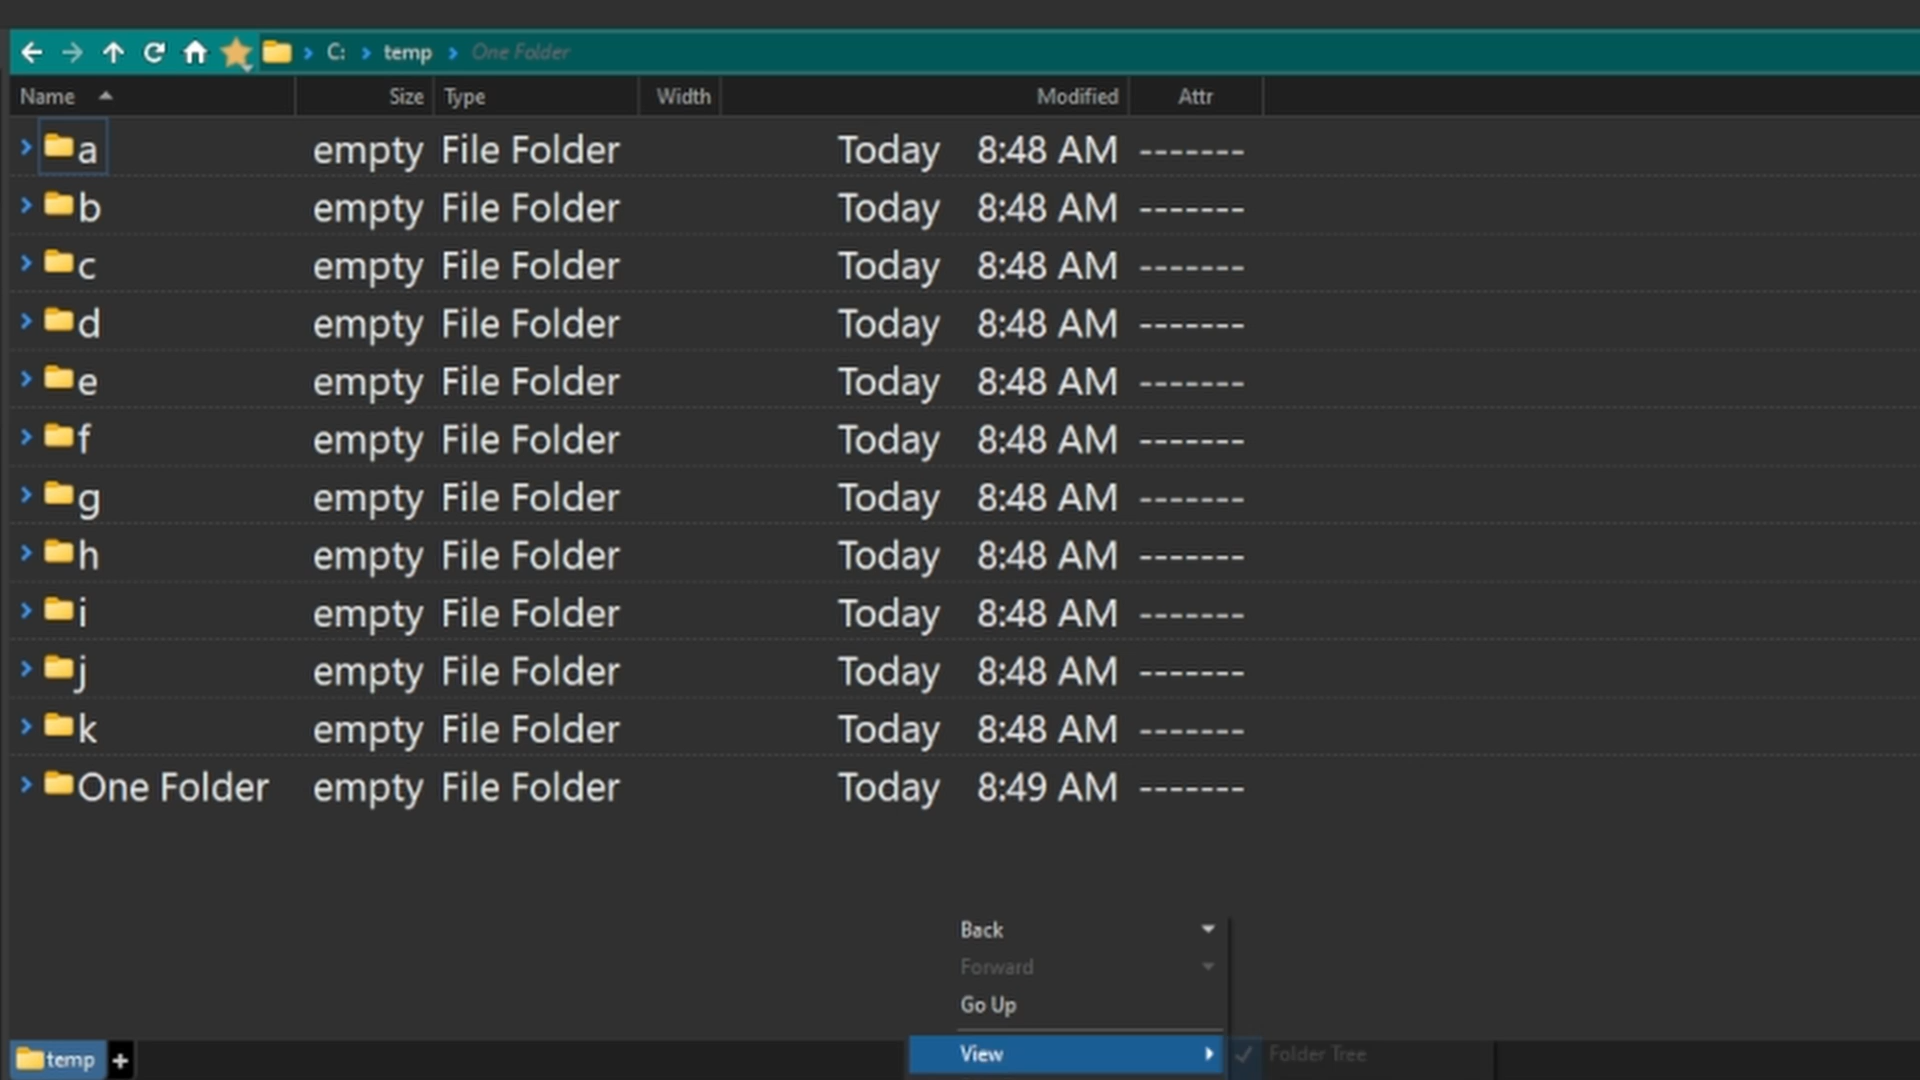 C: temp One Folder
Name Size Type Width Modified Attr
a empty File Folder Today 8:48 AM -------
b empty File Folder Today 8:48 AM -------
c empty File Folder Today 8:48 AM -------
d empty File Folder Today 8:48 AM -------
e empty File Folder Today 8:48 AM -------
f empty File Folder Today 8:48 AM -------
g empty File Folder Today 8:48 AM -------
h empty File Folder Today 8:48 AM -------
i empty File Folder Today 8:48 AM -------
j empty File Folder Today 8:48 AM -------
k empty File Folder Today 8:48 AM -------
One Folder empty File Folder Today 8:49 AM -------
Back
Forward
Go Up
View Folder Tree
temp +